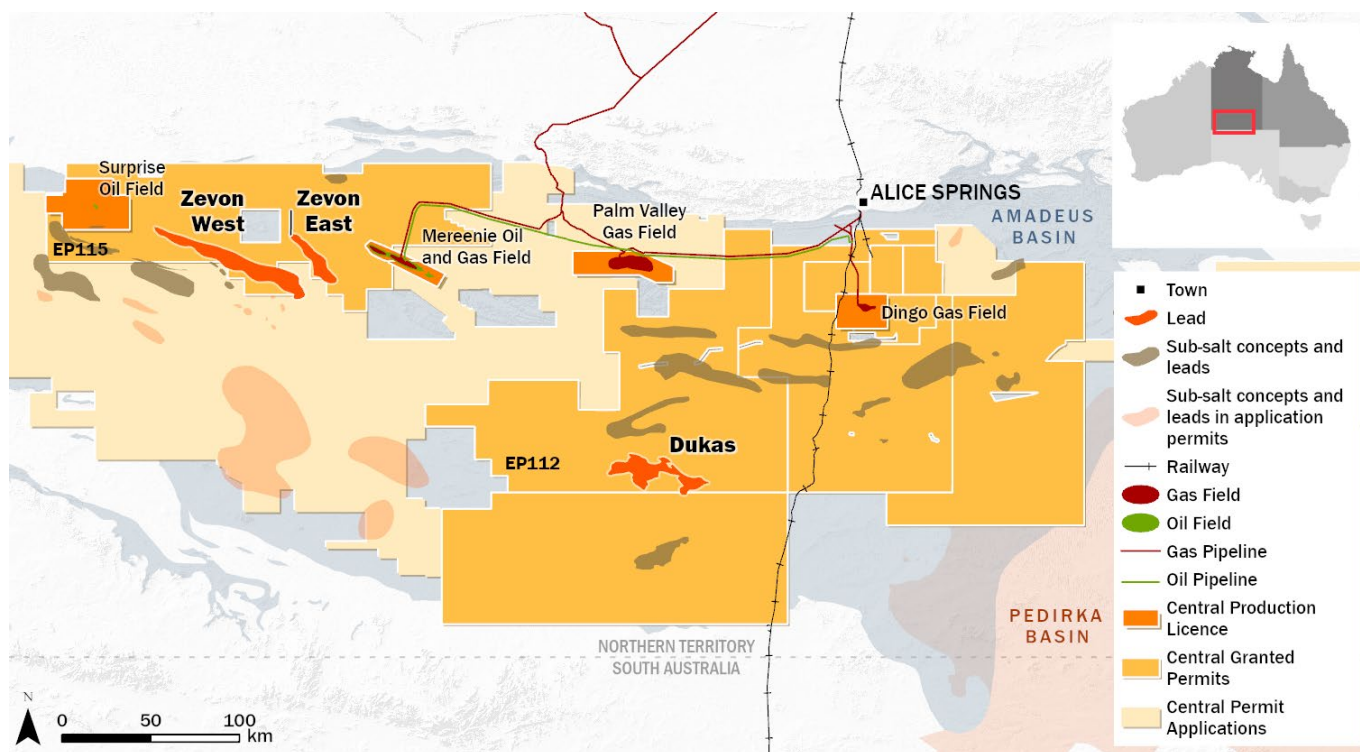 Surprise
Oil Field
Zevon
West
Zevon
East
EP115
Mereenie Oil
and Gas Field
Palm Valley
Gas Field
ALICE SPRINGS
AMADEUS
BASIN
Dingo Gas Field
Dukas
EP112
PEDIRKA
BASIN
NORTHERN TERRITORY
SOUTH AUSTRALIA
N
0 50 100
km
Town
Lead
Sub-salt concepts and
leads
Sub-salt concepts and
leads in application
permits
Railway
Gas Field
Oil Field
Gas Pipeline
Oil Pipeline
Central Production
Licence
Central Granted
Permits
Central Permit
Applications